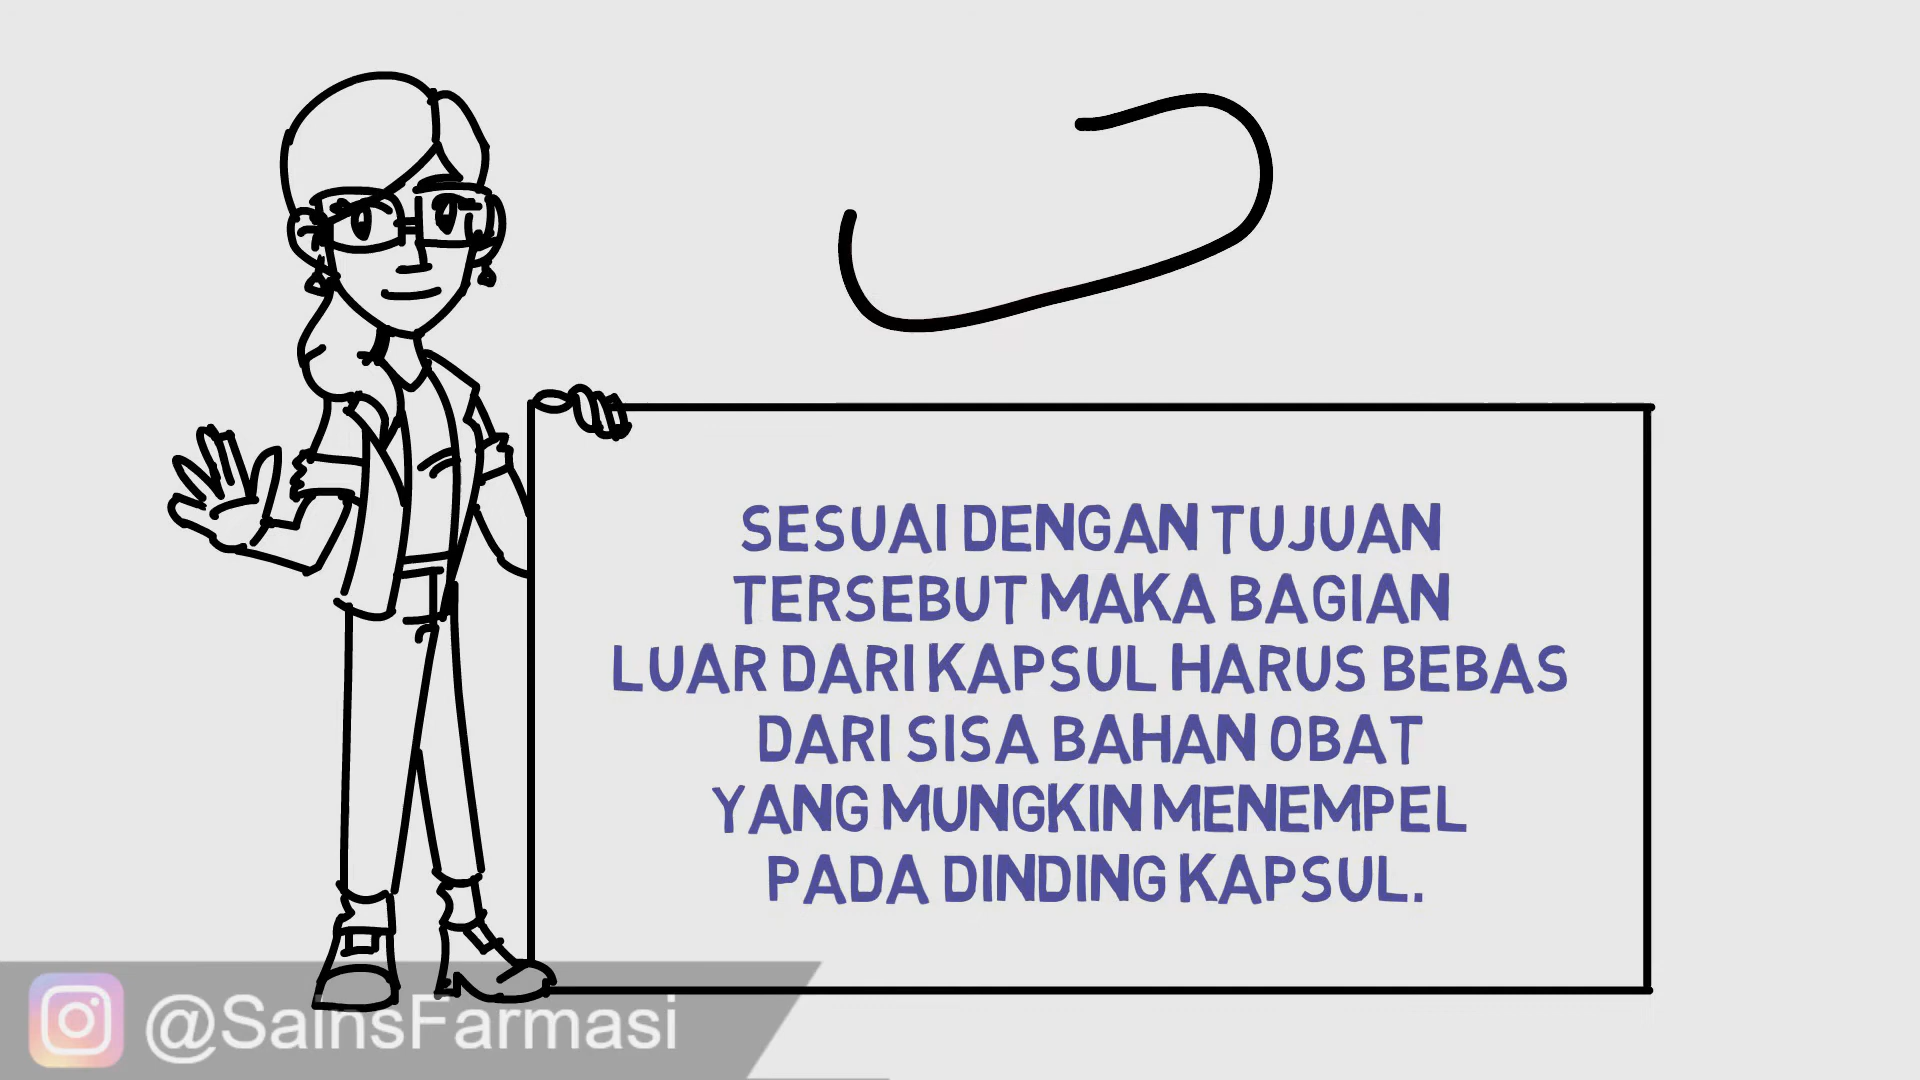 SESUAI DENGAN TUJUAN
TERSEBUT MAKA BAGIAN
LUAR DARI KAPSUL HARUS BEBAS
DARI SISA BAHAN OBAT
YANG MUNGKIN MENEMPEL
PADA DINDING KAPSUL.
@SainsFarmasi